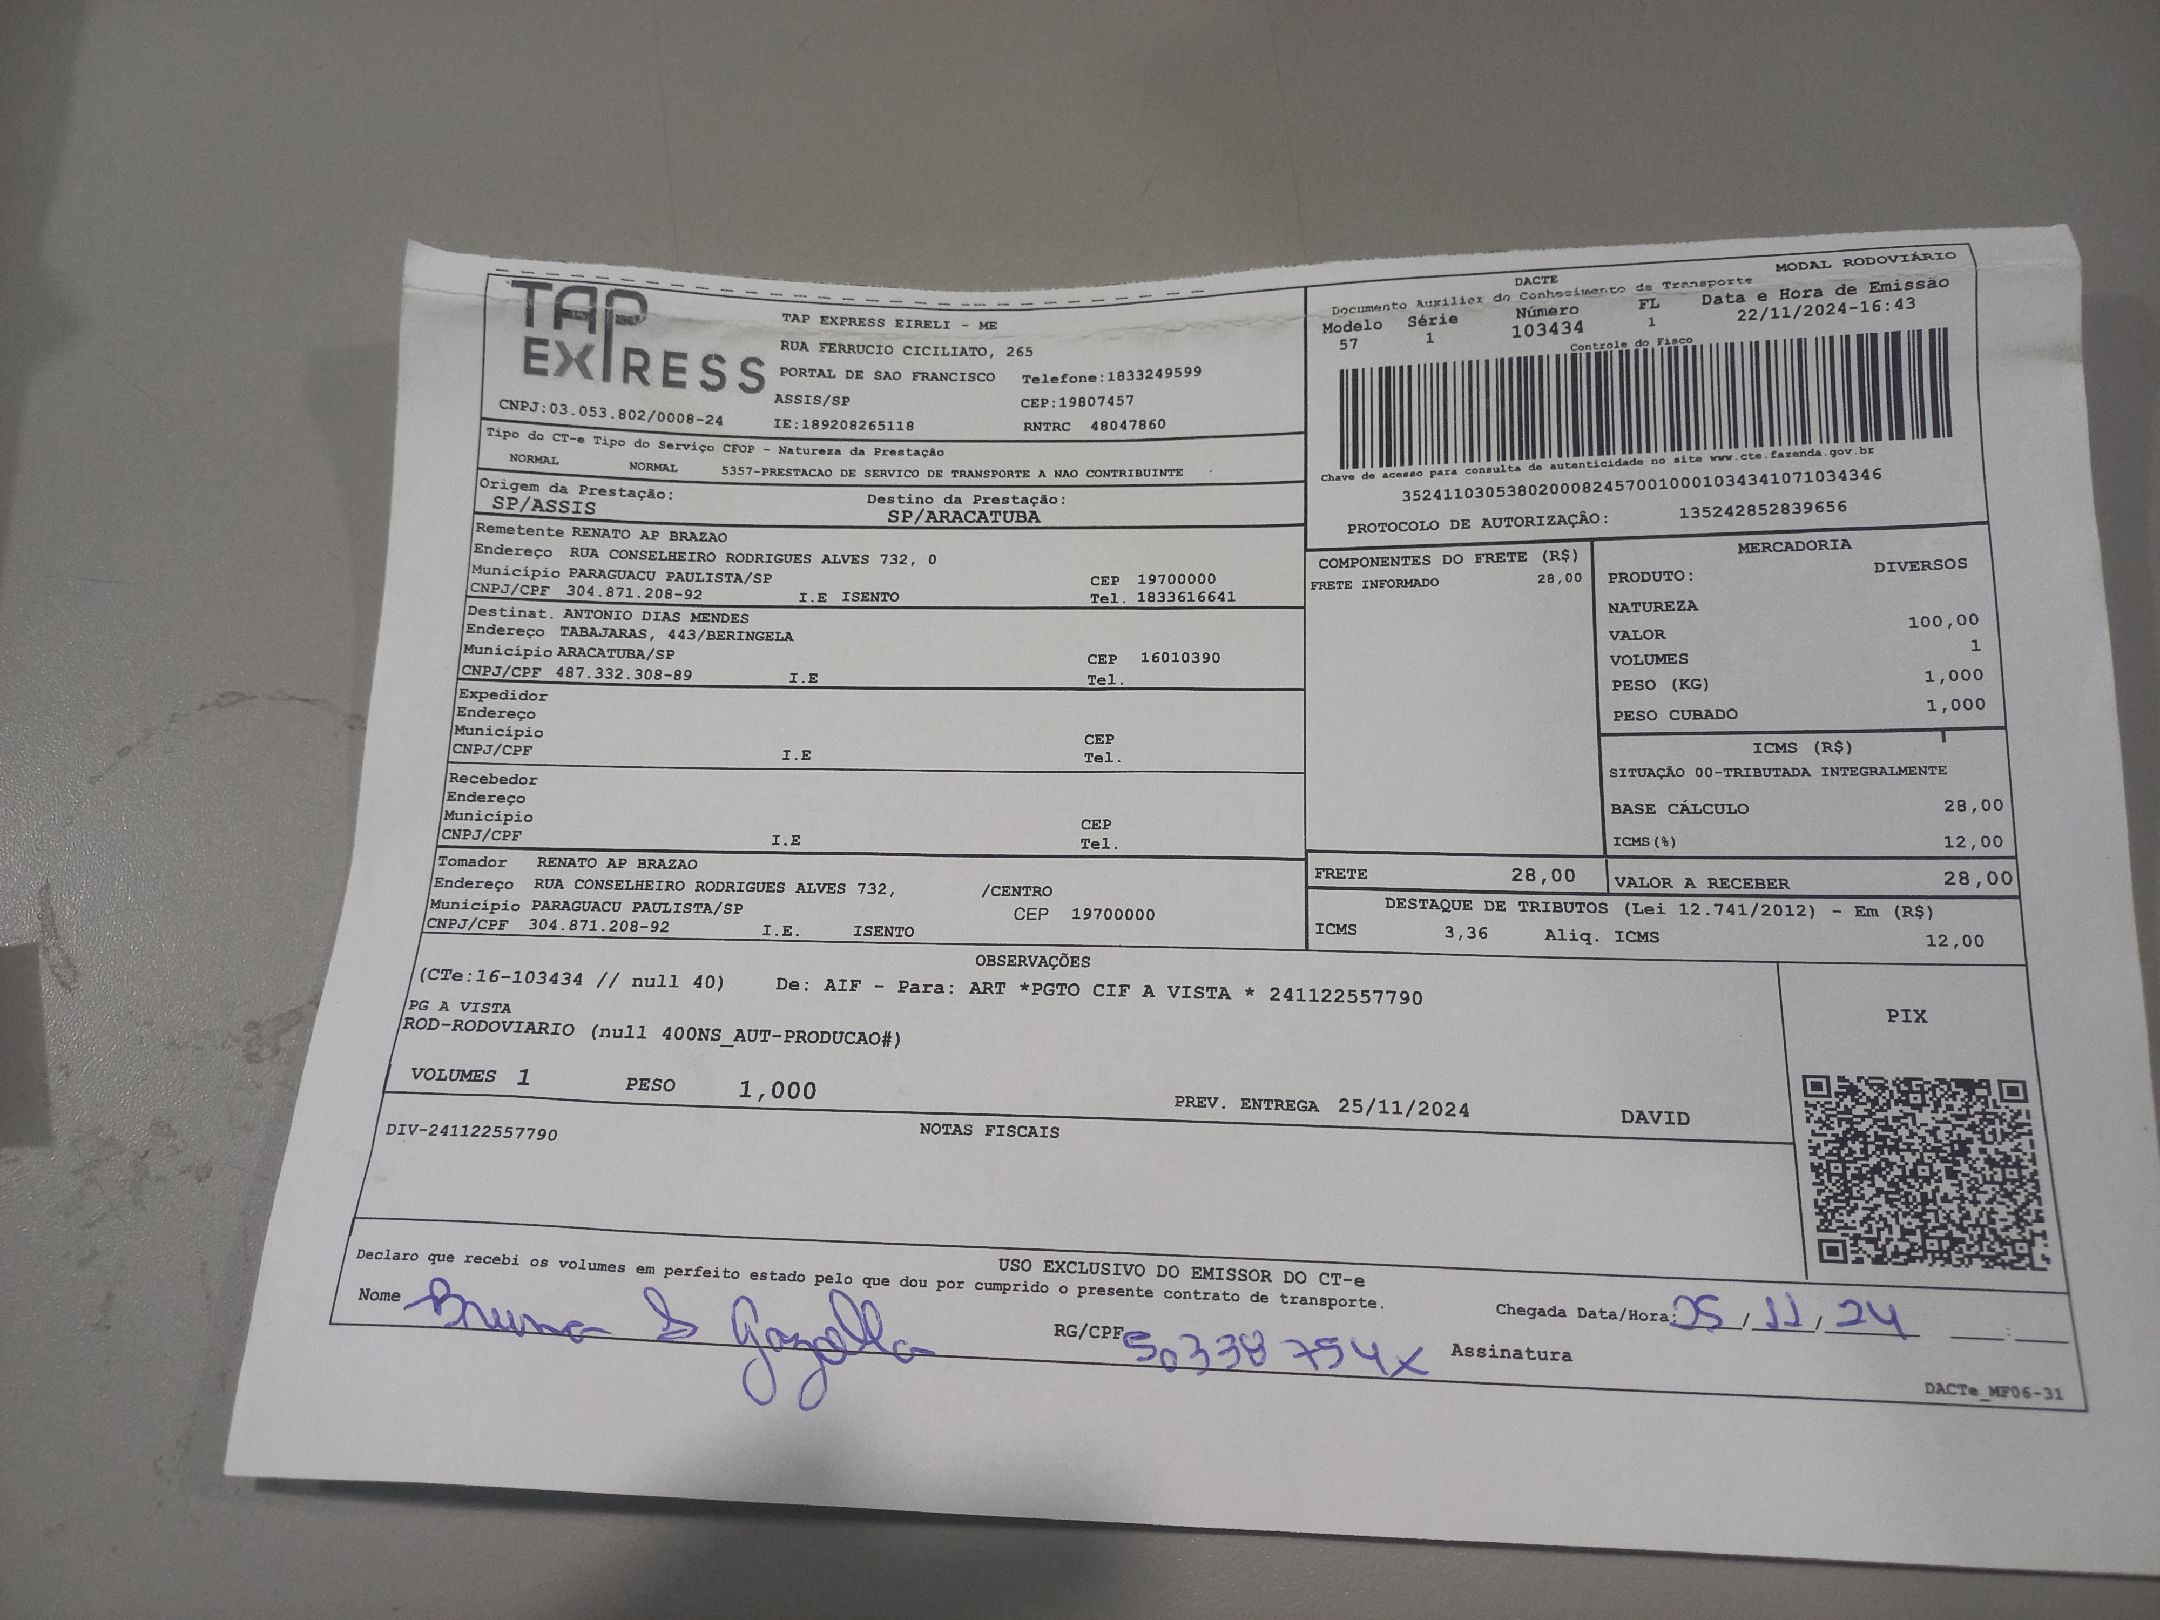 TAP EXPRESS
TAP EXPRESS EIRELI - ME
RUA FERRUCIO CICILIATO, 265
PORTAL DE SAO FRANCISCO Telefone:1833249599
ASSIS/SP CEP:19807457
CNPJ:03.053.802/0008-24 IE:189208265118 RNTRC 48047860
DACTE MODAL RODOVIÁRIO
Documento Auxiliar do Conhecimento de Transporte
Modelo Série Número FL Data e Hora de Emissão
57 1 103434 1 22/11/2024-16:43
Controle do Fisco
Chave de acesso para consulta de autenticidade no site www.cte.fazenda.gov.br
35241103053802000824570010001034341071034346
PROTOCOLO DE AUTORIZAÇÃO: 135242852839656
Tipo do CT-e Tipo do Serviço CFOP - Natureza da Prestação
NORMAL NORMAL 5357-PRESTACAO DE SERVICO DE TRANSPORTE A NAO CONTRIBUINTE
Origem da Prestação: Destino da Prestação:
SP/ASSIS SP/ARACATUBA
Remetente RENATO AP BRAZAO
Endereço RUA CONSELHEIRO RODRIGUES ALVES 732, 0
Município PARAGUACU PAULISTA/SP CEP 19700000
CNPJ/CPF 304.871.208-92 I.E ISENTO Tel. 1833616641
Destinat. ANTONIO DIAS MENDES
Endereço TABAJARAS, 443/BERINGELA
Município ARACATUBA/SP CEP 16010390
CNPJ/CPF 487.332.308-89 I.E Tel.
Expedidor
Endereço
Município CEP
CNPJ/CPF I.E Tel.
Recebedor
Endereço
Município CEP
CNPJ/CPF I.E Tel.
Tomador RENATO AP BRAZAO
Endereço RUA CONSELHEIRO RODRIGUES ALVES 732, /CENTRO
Município PARAGUACU PAULISTA/SP CEP 19700000
CNPJ/CPF 304.871.208-92 I.E. ISENTO
COMPONENTES DO FRETE (R$)
FRETE INFORMADO 28,00
MERCADORIA
PRODUTO: DIVERSOS
NATUREZA
VALOR 100,00
VOLUMES 1
PESO (KG) 1,000
PESO CUBADO 1,000
ICMS (R$)
SITUAÇÃO 00-TRIBUTADA INTEGRALMENTE
BASE CÁLCULO 28,00
ICMS(%) 12,00
FRETE 28,00 VALOR A RECEBER 28,00
DESTAQUE DE TRIBUTOS (Lei 12.741/2012) - Em (R$)
ICMS 3,36 Aliq. ICMS 12,00
OBSERVAÇÕES
(CTe:16-103434 // null 40) De: AIF - Para: ART *PGTO CIF A VISTA * 241122557790
PG A VISTA
ROD-RODOVIARIO (null 400NS_AUT-PRODUCAO#)
PIX
VOLUMES 1 PESO 1,000 PREV. ENTREGA 25/11/2024 DAVID
NOTAS FISCAIS
DIV-241122557790
USO EXCLUSIVO DO EMISSOR DO CT-e
Declaro que recebi os volumes em perfeito estado pelo que dou por cumprido o presente contrato de transporte.
Nome Bruna S Gazolla RG/CPF 50338754X Assinatura Chegada Data/Hora: 25/11/24 __:__
DACTe_MF06-31